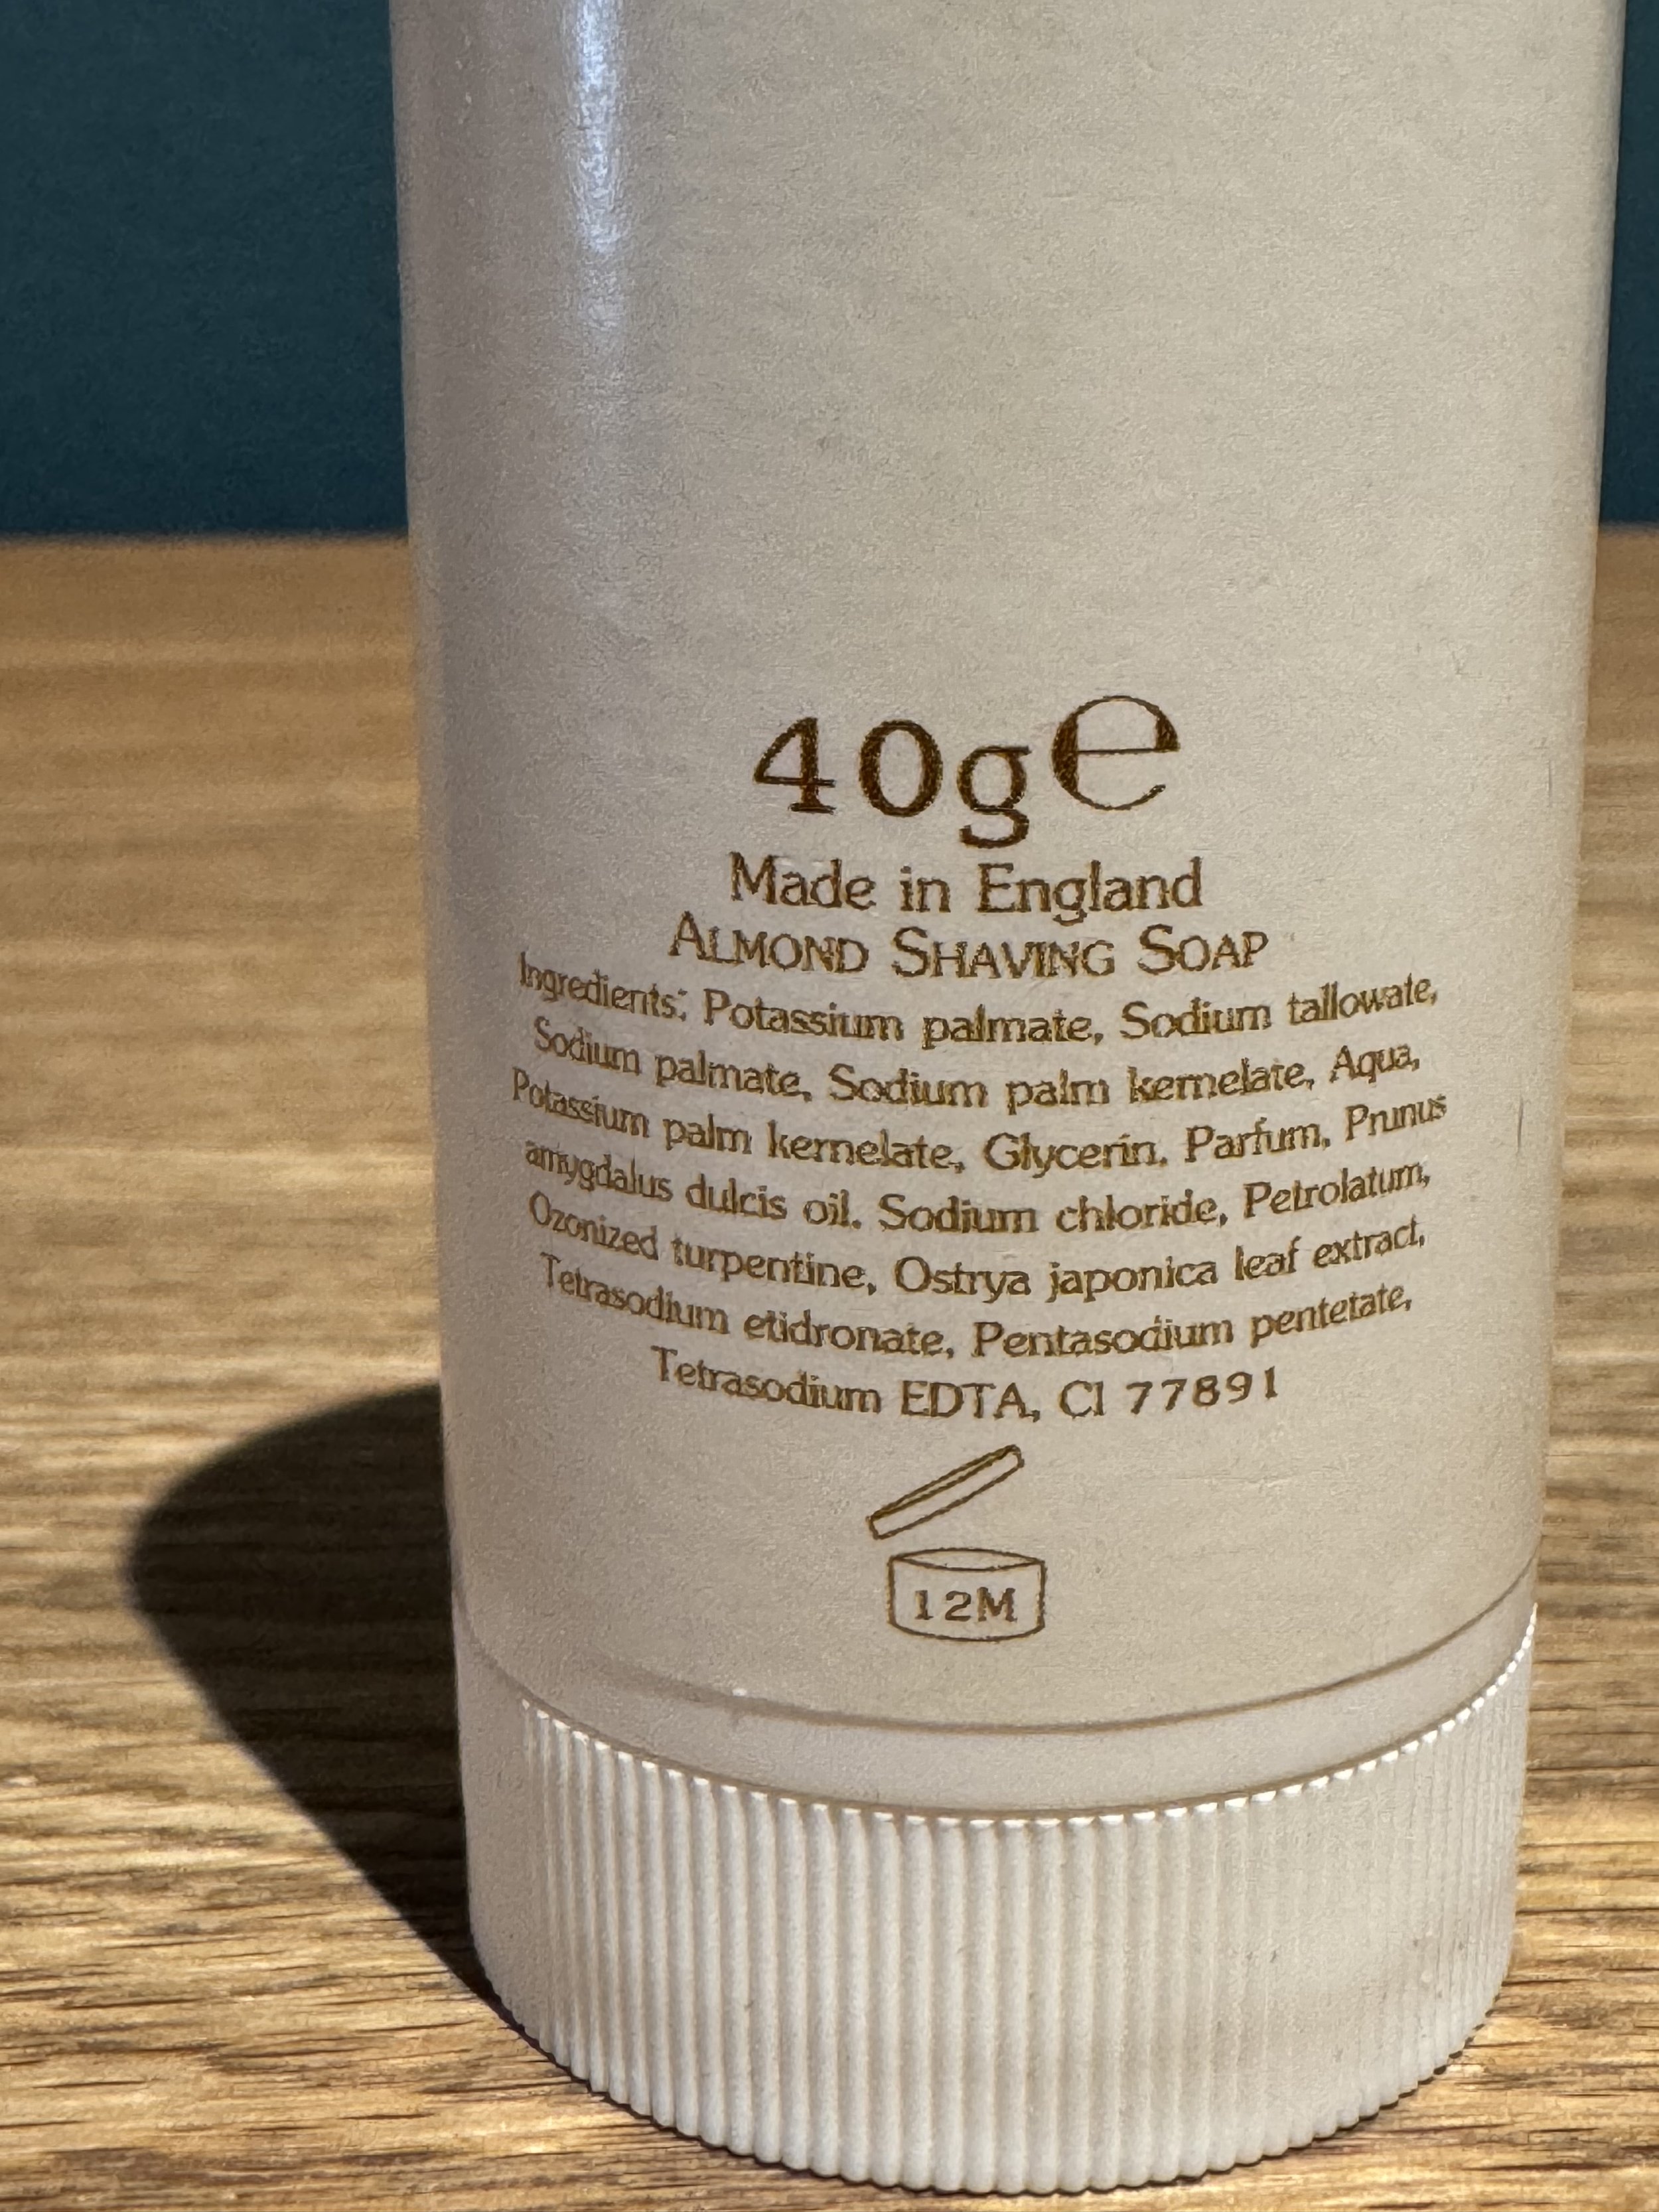 40g℮
Made in England
ALMOND SHAVING SOAP
Ingredients: Potassium palmate, Sodium tallowate,
Sodium palmate, Sodium palm kernelate, Aqua,
Potassium palm kernelate, Glycerin, Parfum, Prunus
amygdalus dulcis oil, Sodium chloride, Petrolatum,
Ozonized turpentine, Ostrya japonica leaf extract,
Tetrasodium etidronate, Pentasodium pentetate,
Tetrasodium EDTA, CI 77891
12M